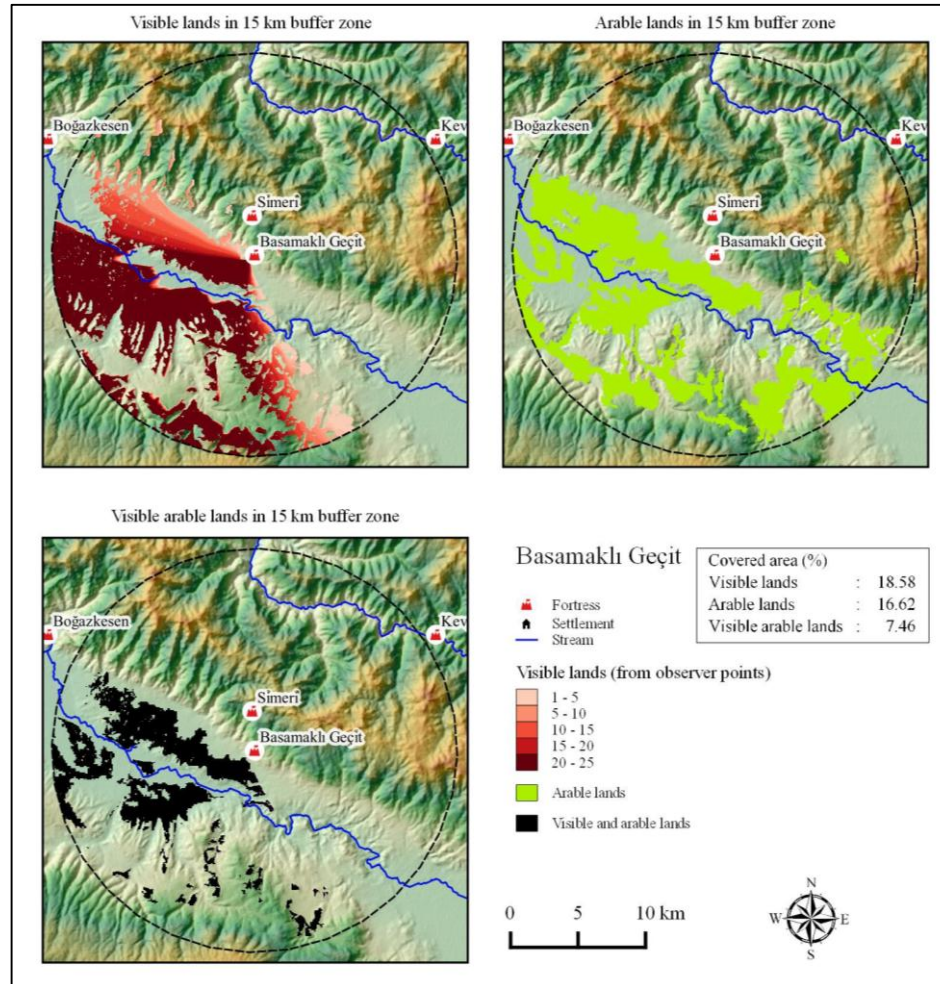 Visible lands in 15 km buffer zone
Boğazkesen
Kev
Simeri
Basamaklı Geçit
Arable lands in 15 km buffer zone
Boğazkesen
Kev
Simeri
Basamaklı Geçit
Visible arable lands in 15 km buffer zone
Boğazkesen
Kev
Simeri
Basamaklı Geçit
Basamaklı Geçit
Fortress
Settlement
Stream
Covered area (%)
Visible lands : 18.58
Arable lands : 16.62
Visible arable lands : 7.46
Visible lands (from observer points)
1 - 5
5 - 10
10 - 15
15 - 20
20 - 25
Arable lands
Visible and arable lands
0 5 10 km
N
W E
S